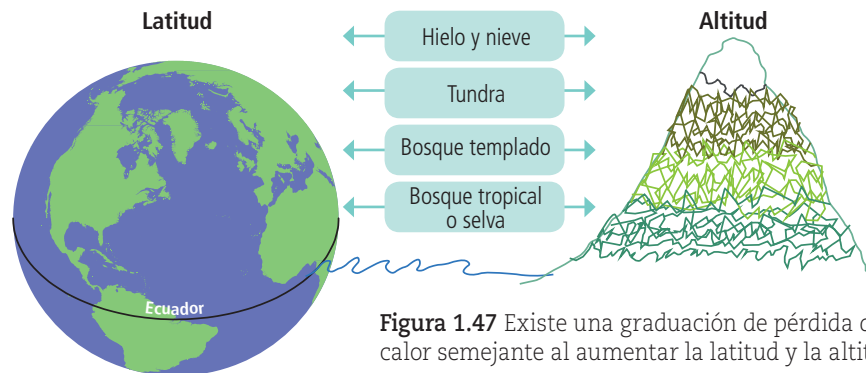 Latitud
Altitud
Hielo y nieve
Tundra
Bosque templado
Bosque tropical
o selva
Ecuador
Figura 1.47 Existe una graduación de pérdida
calor semejante al aumentar la latitud y la